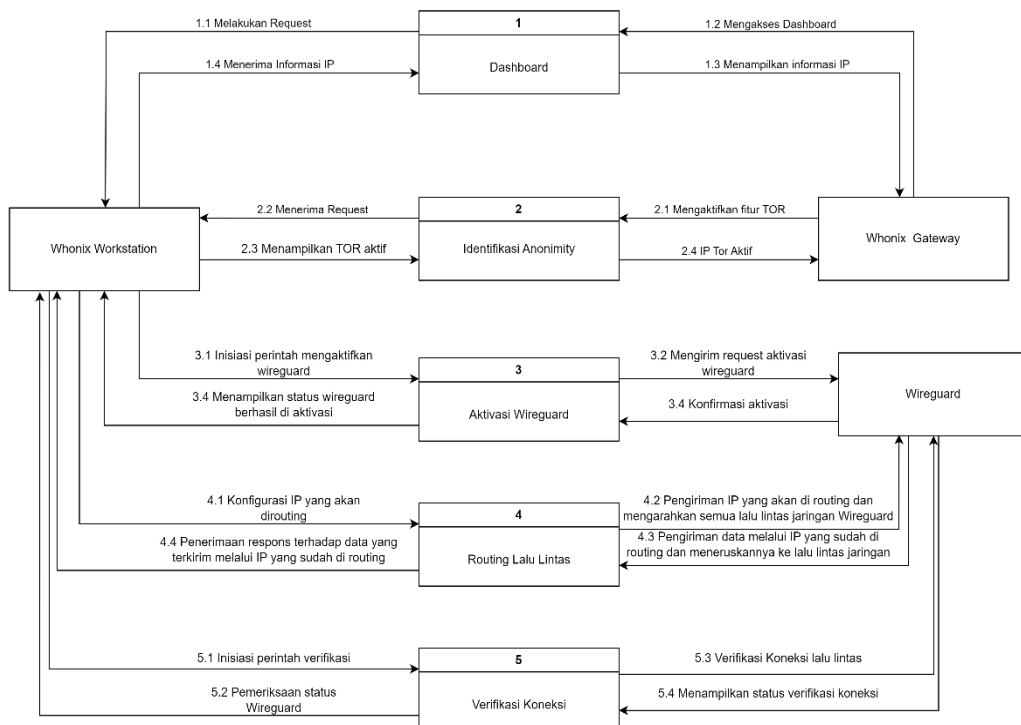 1.1 Melakukan Request
1
1.2 Mengakses Dashboard
1.4 Menerima Informasi IP
Dashboard
1.3 Menampilkan informasi IP
Whonix Workstation
2.2 Menerima Request
2
2.1 Mengaktifkan fitur TOR
Whonix Gateway
2.3 Menampilkan TOR aktif
Identifikasi Anonimity
2.4 IP Tor Aktif
3.1 Inisiasi perintah mengaktifkan
wireguard
3
3.2 Mengirim request aktivasi
wireguard
3.4 Menampilkan status wireguard
berhasil di aktivasi
Aktivasi Wireguard
3.4 Konfirmasi aktivasi
Wireguard
4.1 Konfigurasi IP yang akan
dirouting
4
4.2 Pengiriman IP yang akan di routing dan
mengarahkan semua lalu lintas jaringan Wireguard
4.4 Penerimaan respons terhadap data yang
terkirim melalui IP yang sudah di routing
Routing Lalu Lintas
4.3 Pengiriman data melalui IP yang sudah di
routing dan meneruskannya ke lalu lintas jaringan
5.1 Inisiasi perintah verifikasi
5
5.3 Verifikasi Koneksi lalu lintas
5.2 Pemeriksaan status
Wireguard
Verifikasi Koneksi
5.4 Menampilkan status verifikasi koneksi